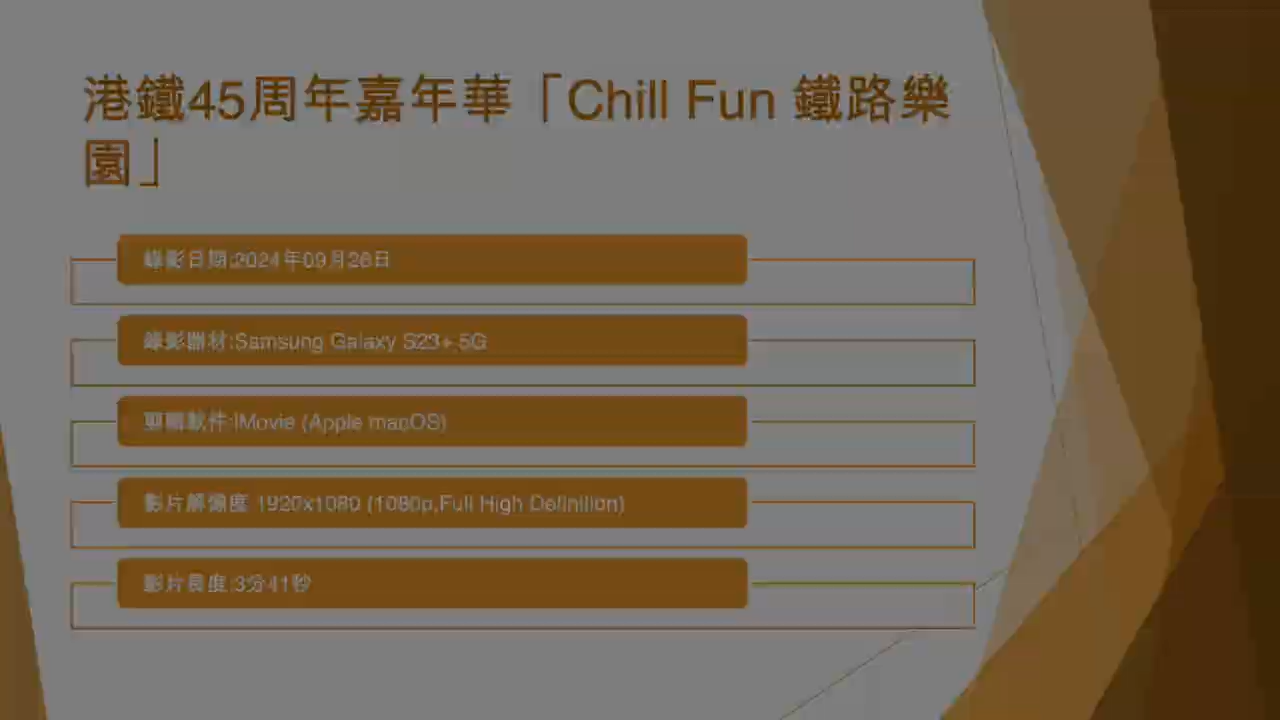 港鐵45周年嘉年華「Chill Fun 鐵路樂
園」
錄影日期:2024年09月28日
錄影器材:Samsung Galaxy S23+ 5G
剪輯軟件:iMovie (Apple macOS)
影片解像度:1920x1080 (1080p,Full High Definition)
影片長度:3分41秒